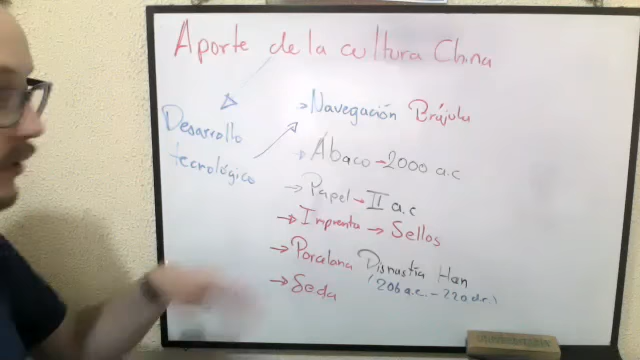 Aporte de la cultura China
Desarrollo
tecnológico
> Navegación Brújula
> Ábaco → 2000 a.c
→ Papel → II a.c
→ Imprenta → Sellos
→ Porcelana Disnastía Han
(206 a.c. - 220 d.c)
→ Seda